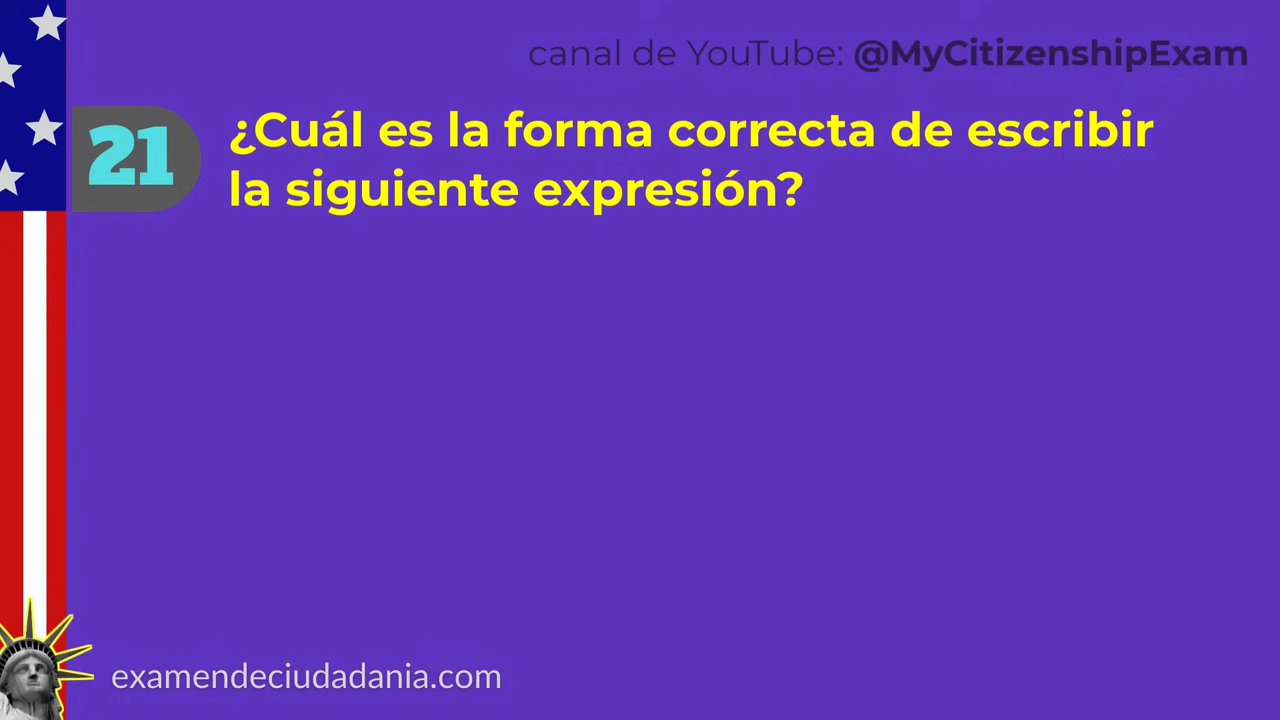 canal de YouTube: @MyCitizenshipExam
21
¿Cuál es la forma correcta de escribir
la siguiente expresión?
examendeciudadania.com